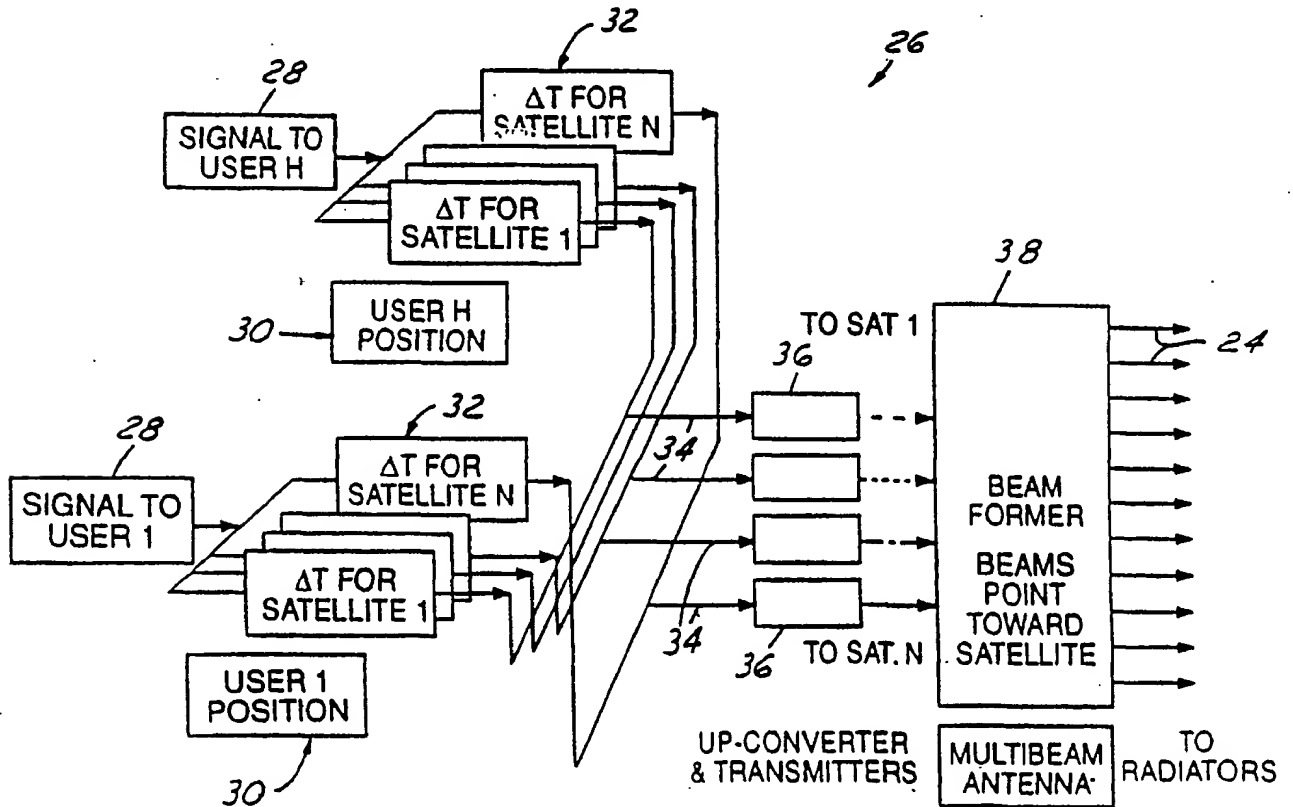 32
26
28
ΔT FOR
SATELLITE N
SIGNAL TO
USER H
ΔT FOR
SATELLITE 1
38
USER H
POSITION
30
TO SAT 1
24
36
32
28
ΔT FOR
SATELLITE N
34
SIGNAL TO
USER 1
BEAM
FORMER
ΔT FOR
SATELLITE 1
BEAMS
POINT
TOWARD
SATELLITE
34
34
36
TO SAT. N
USER 1
POSITION
30
UP-CONVERTER
& TRANSMITTERS
MULTIBEAM
ANTENNA
TO
RADIATORS